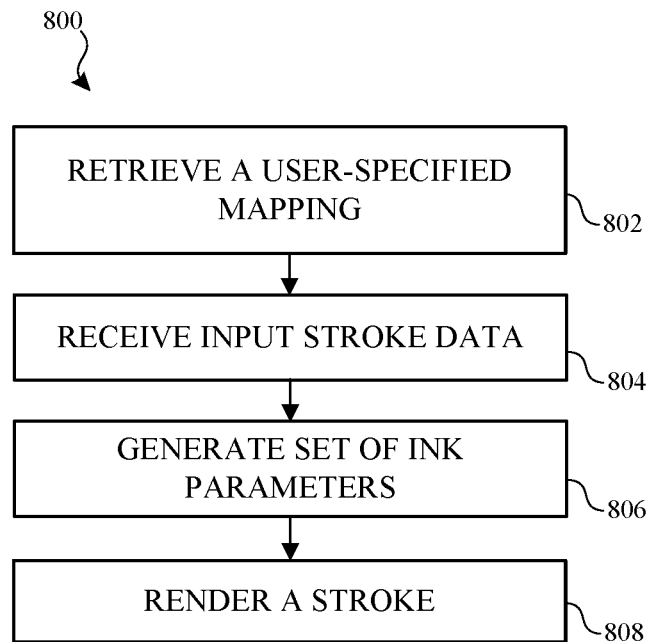 800
RETRIEVE A USER-SPECIFIED
MAPPING
802
RECEIVE INPUT STROKE DATA
804
GENERATE SET OF INK
PARAMETERS
806
RENDER A STROKE
808